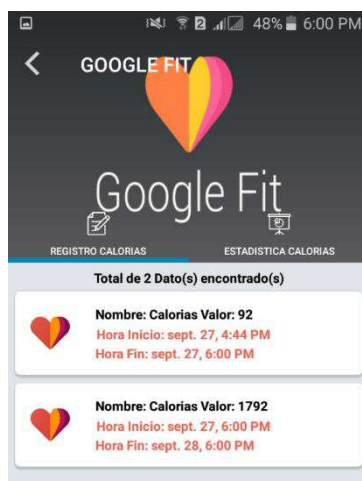 2 48% 6:00 PM
GOOGLE FIT
Google Fit
REGISTRO CALORIAS ESTADISTICA CALORIAS
Total de 2 Dato(s) encontrado(s)
Nombre: Calorias Valor: 92
Hora Inicio: sept. 27, 4:44 PM
Hora Fin: sept. 27, 6:00 PM
Nombre: Calorias Valor: 1792
Hora Inicio: sept. 27, 6:00 PM
Hora Fin: sept. 28, 6:00 PM